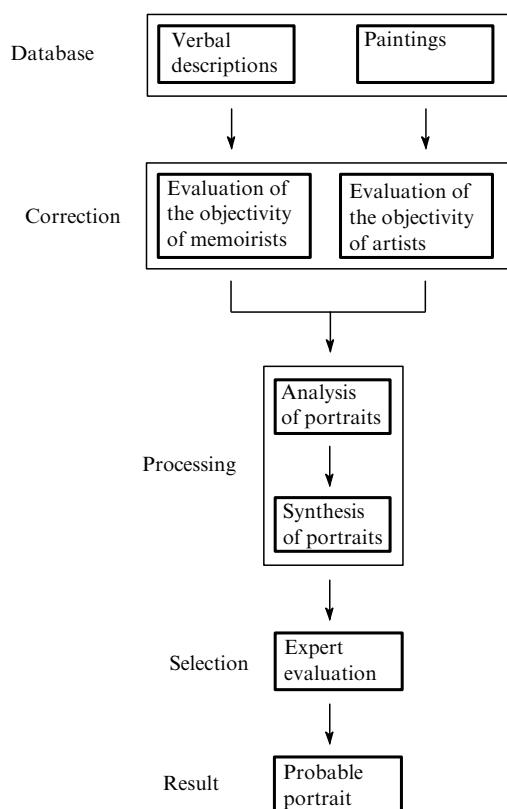 Database
Verbal
descriptions
Paintings
Correction
Evaluation of
the objectivity
of memoirists
Evaluation of
the objectivity
of artists
Processing
Analysis
of portraits
Synthesis
of portraits
Selection
Expert
evaluation
Result
Probable
portrait